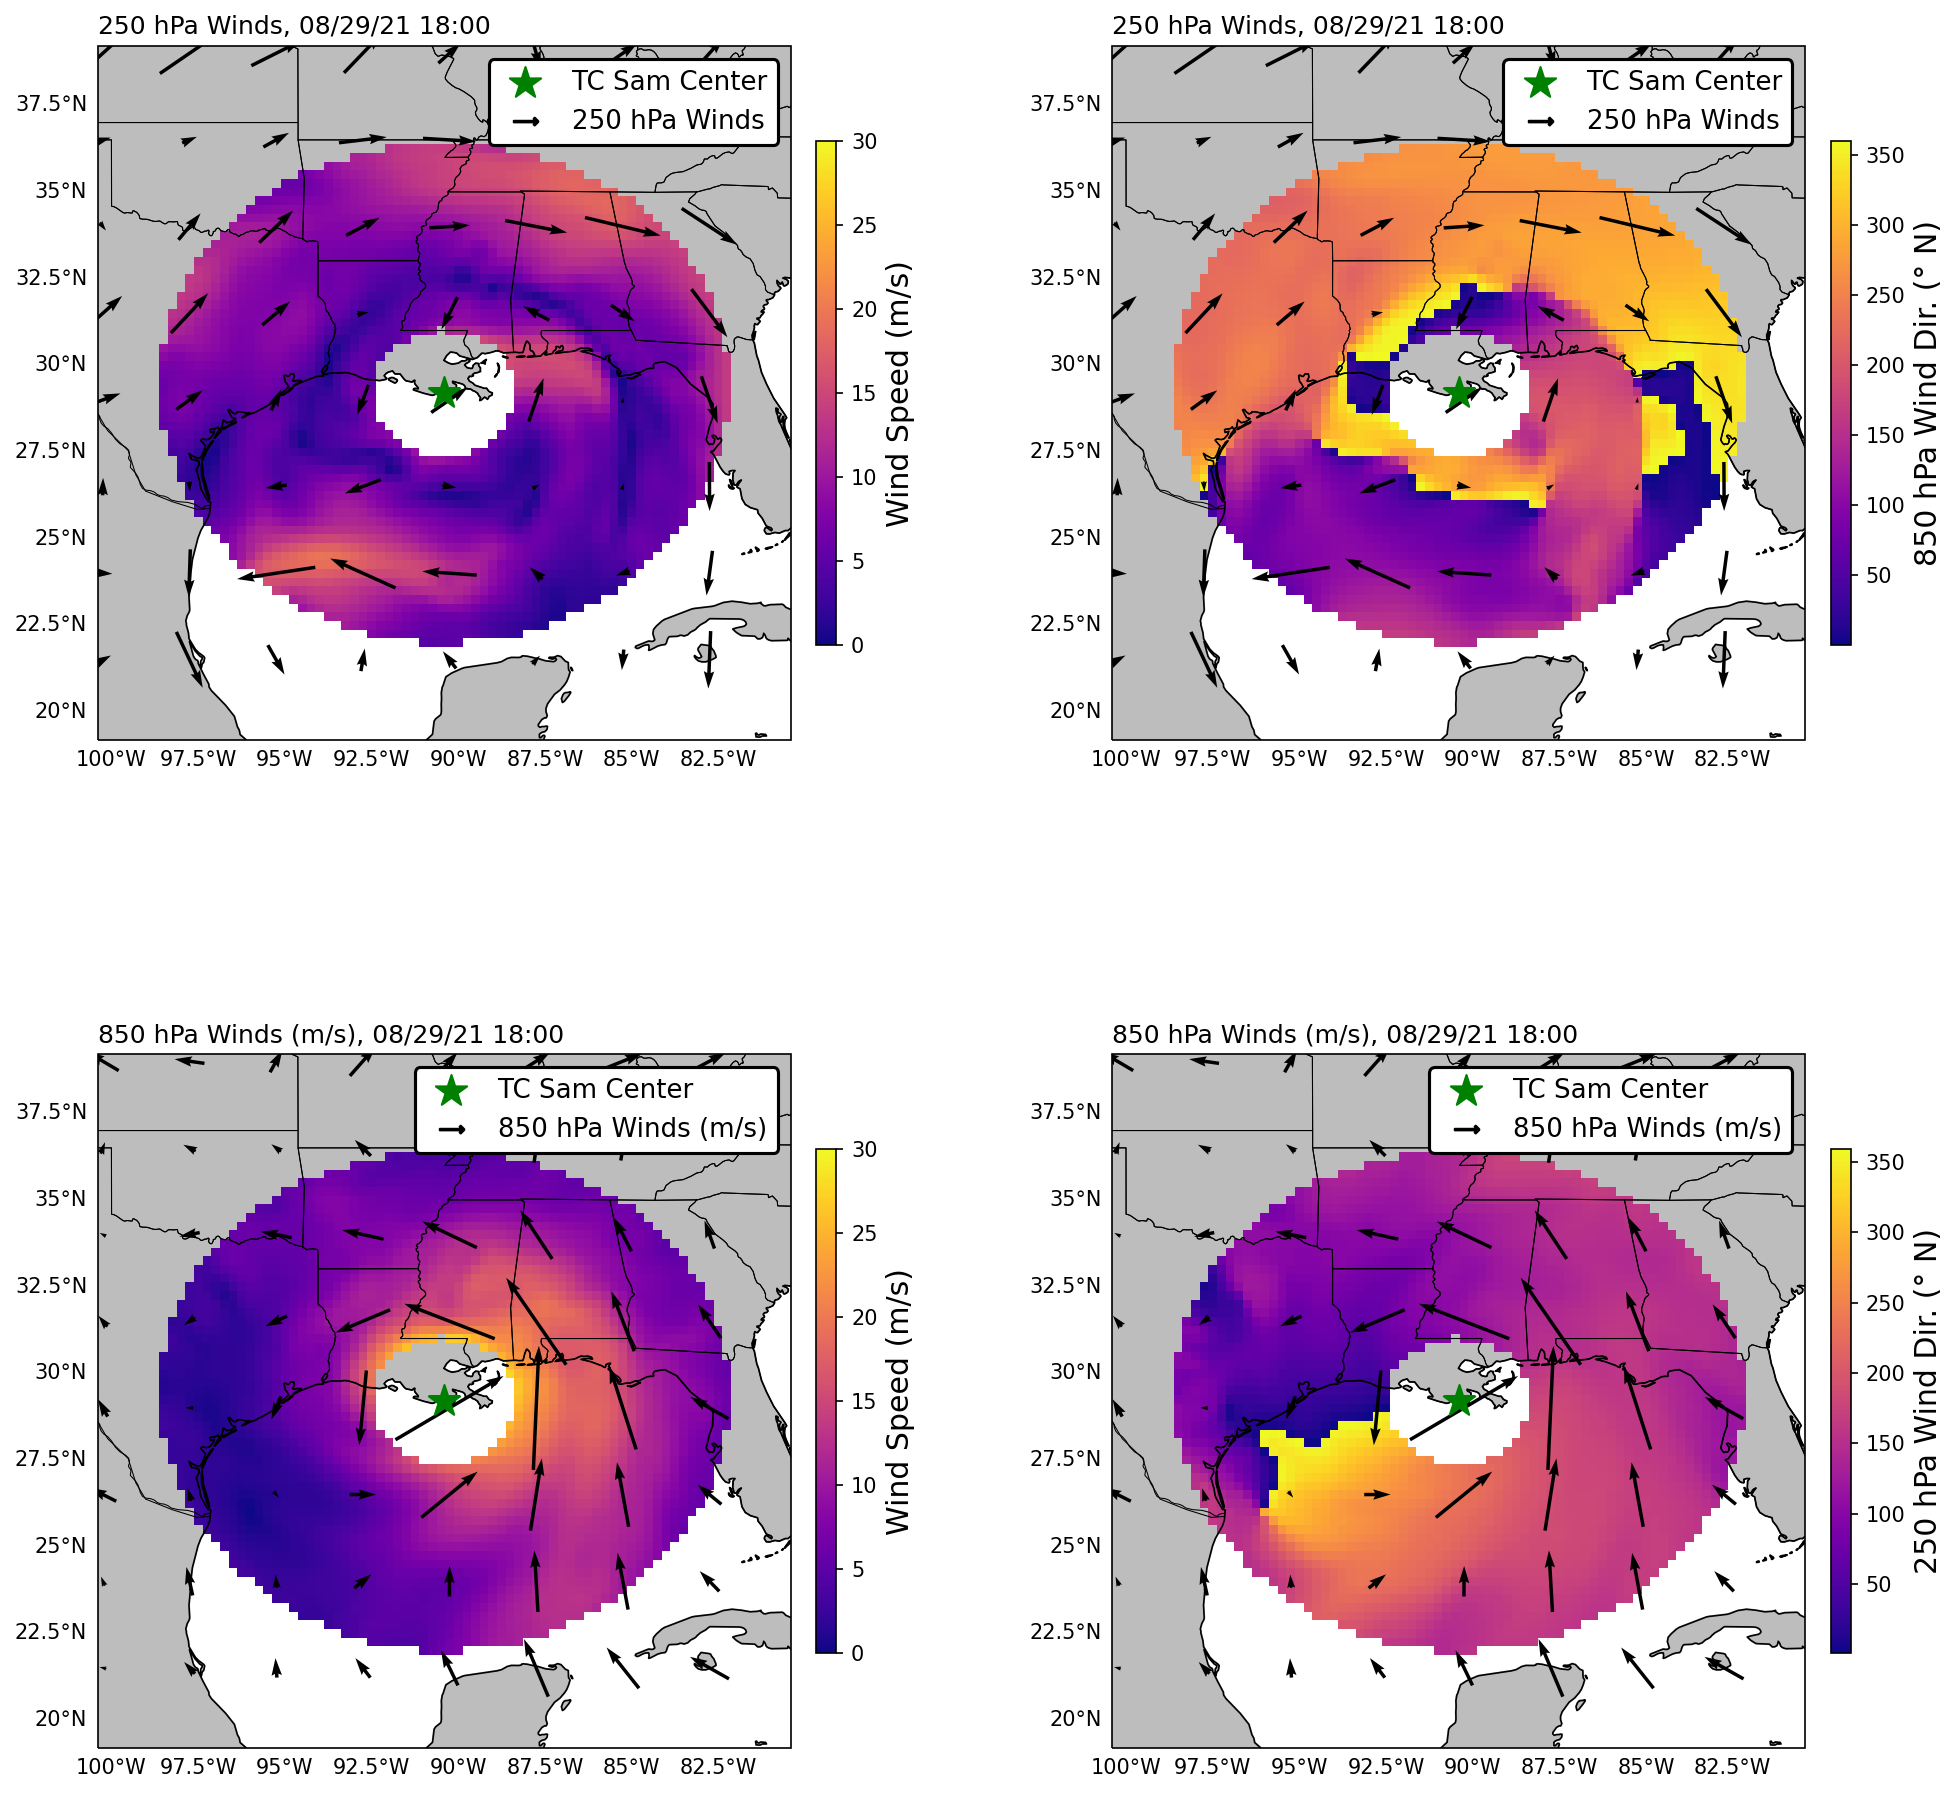 250 hPa Winds, 08/29/21 18:00
TC Sam Center
250 hPa Winds
37.5°N
35°N
32.5°N
30°N
27.5°N
25°N
22.5°N
20°N
100°W 97.5°W 95°W 92.5°W 90°W 87.5°W 85°W 82.5°W
30
25
20
15
10
5
0
Wind Speed (m/s)
250 hPa Winds, 08/29/21 18:00
TC Sam Center
250 hPa Winds
37.5°N
35°N
32.5°N
30°N
27.5°N
25°N
22.5°N
20°N
100°W 97.5°W 95°W 92.5°W 90°W 87.5°W 85°W 82.5°W
350
300
250
200
150
100
50
850 hPa Wind Dir. (° N)
850 hPa Winds (m/s), 08/29/21 18:00
TC Sam Center
850 hPa Winds (m/s)
37.5°N
35°N
32.5°N
30°N
27.5°N
25°N
22.5°N
20°N
100°W 97.5°W 95°W 92.5°W 90°W 87.5°W 85°W 82.5°W
30
25
20
15
10
5
0
Wind Speed (m/s)
850 hPa Winds (m/s), 08/29/21 18:00
TC Sam Center
850 hPa Winds (m/s)
37.5°N
35°N
32.5°N
30°N
27.5°N
25°N
22.5°N
20°N
100°W 97.5°W 95°W 92.5°W 90°W 87.5°W 85°W 82.5°W
350
300
250
200
150
100
50
250 hPa Wind Dir. (° N)